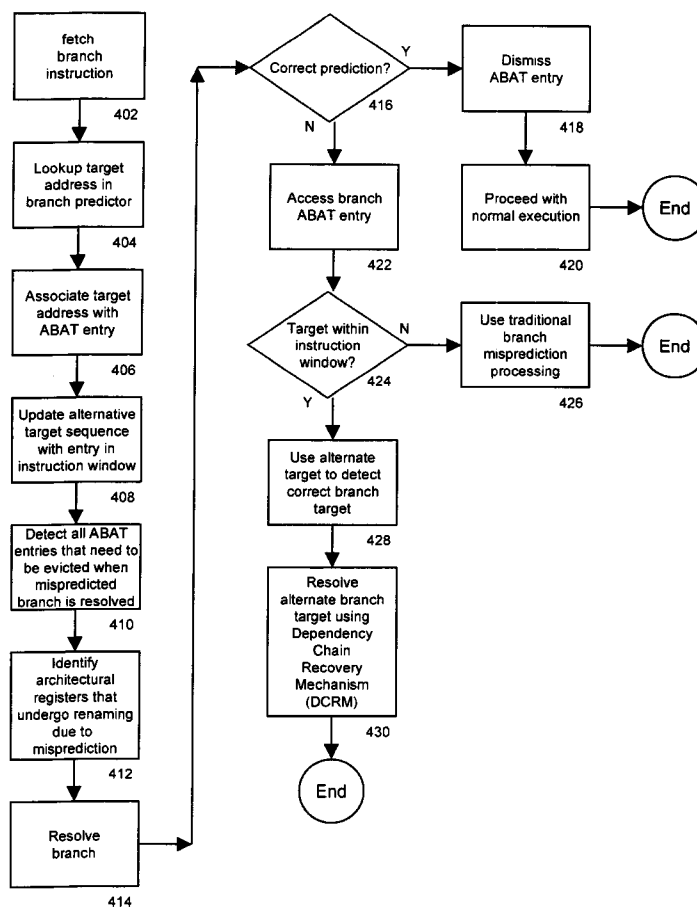 fetch
branch
instruction
402
Lookup target
address in
branch predictor
404
Associate target
address with
ABAT entry
406
Update alternative
target sequence
with entry in
instruction window
408
Detect all ABAT
entries that need to
be evicted when
mispredicted
branch is resolved
410
Identify
architectural
registers that
undergo renaming
due to
misprediction
412
Resolve
branch
414
Correct prediction?
Y
N
416
Dismiss
ABAT entry
418
Proceed with
normal execution
420
End
Access branch
ABAT entry
422
Target within
instruction
window?
N
Y
424
Use traditional
branch
misprediction
processing
426
End
Use alternate
target to detect
correct branch
target
428
Resolve
alternate branch
target using
Dependency
Chain
Recovery
Mechanism
(DCRM)
430
End